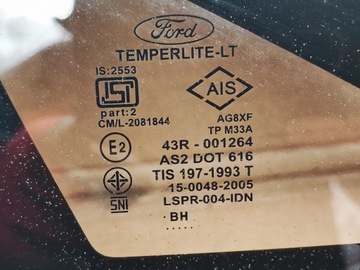 Ford
TEMPERLITE-LT
IS:2553
ISI
part:2
CM/L-2081844
AIS
AG8XF
TP M33A
E2
43R - 001264
AS2 DOT 616
TIS 197-1993 T
15-0048-2005
SNI
LSPR-004-IDN
BH